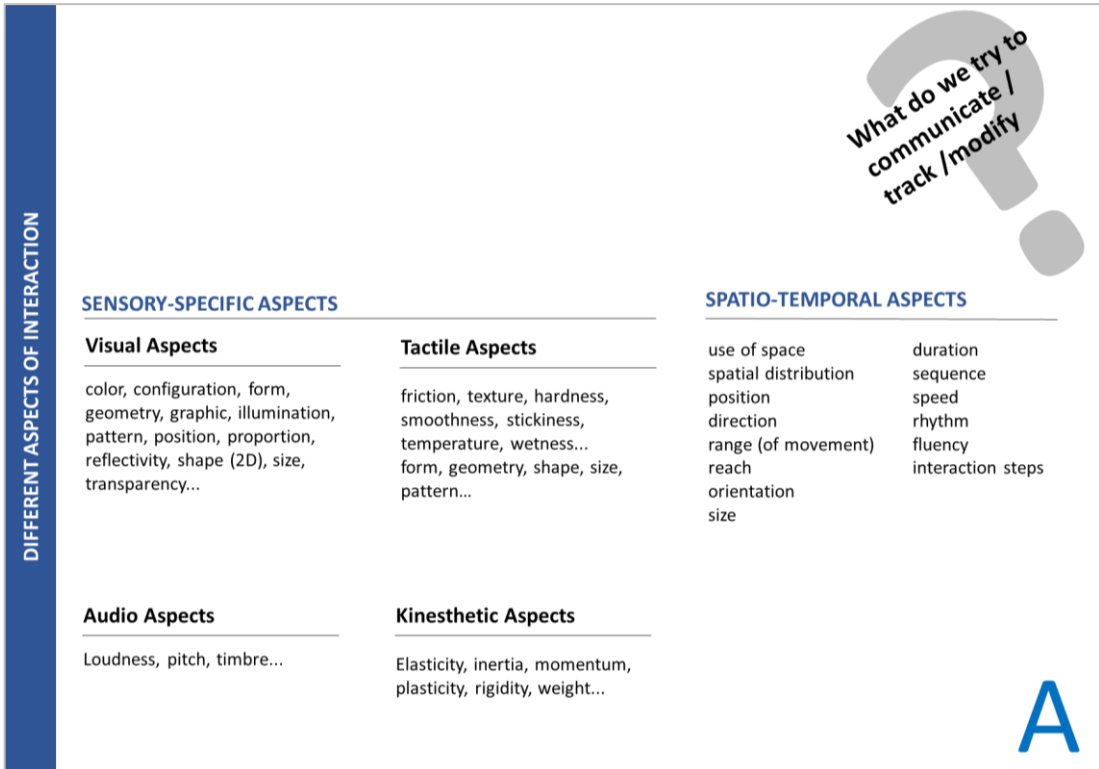 DIFFERENT ASPECTS OF INTERACTION
What do we try to
communicate /
track /modify
SENSORY-SPECIFIC ASPECTS
Visual Aspects
color, configuration, form,
geometry, graphic, illumination,
pattern, position, proportion,
reflectivity, shape (2D), size,
transparency...
Tactile Aspects
friction, texture, hardness,
smoothness, stickiness,
temperature, wetness...
form, geometry, shape, size,
pattern...
Audio Aspects
Loudness, pitch, timbre...
Kinesthetic Aspects
Elasticity, inertia, momentum,
plasticity, rigidity, weight...
SPATIO-TEMPORAL ASPECTS
use of space
spatial distribution
position
direction
range (of movement)
reach
orientation
size
duration
sequence
speed
rhythm
fluency
interaction steps
?
A